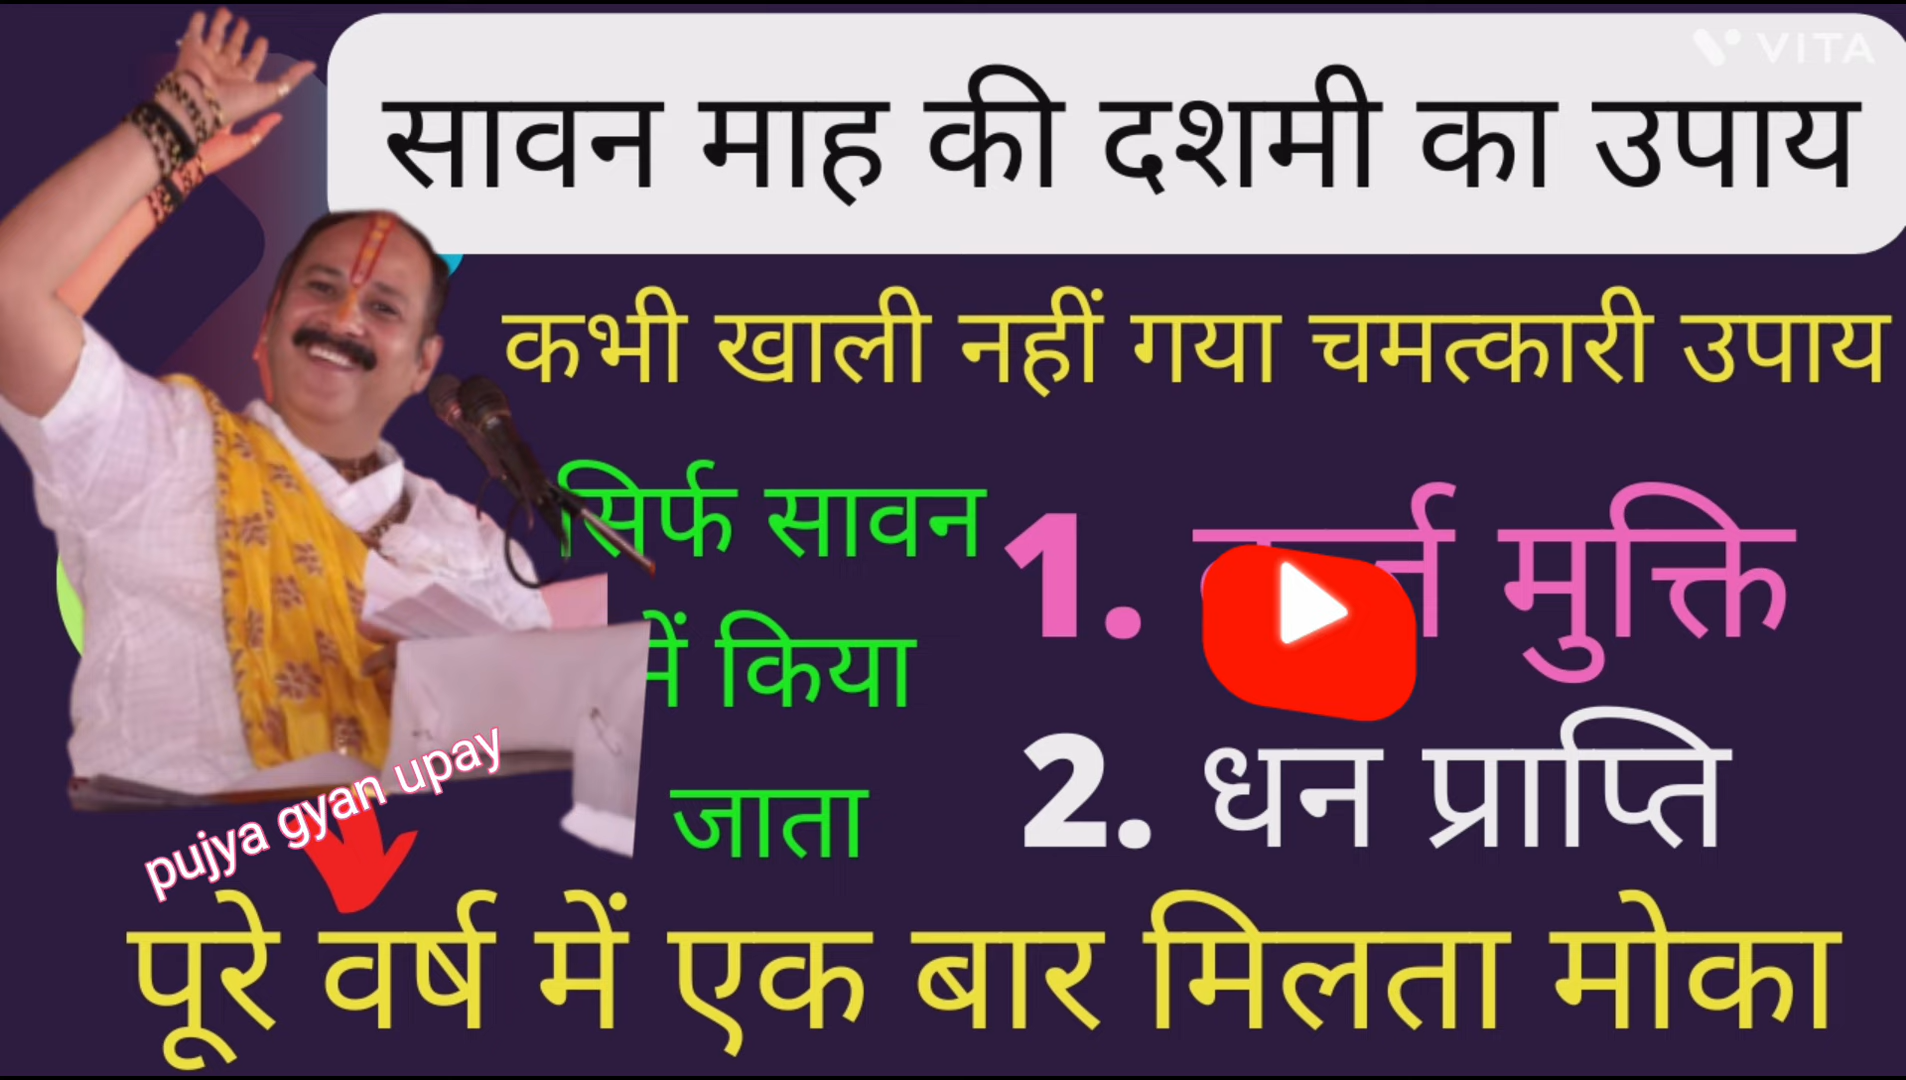 VITA
सावन माह की दशमी का उपाय
कभी खाली नहीं गया चमत्कारी उपाय
सिर्फ सावन
में किया
जाता
1. मुक्ति
2. धन प्राप्ति
pujya gyan upay
पूरे वर्ष में एक बार मिलता मोका